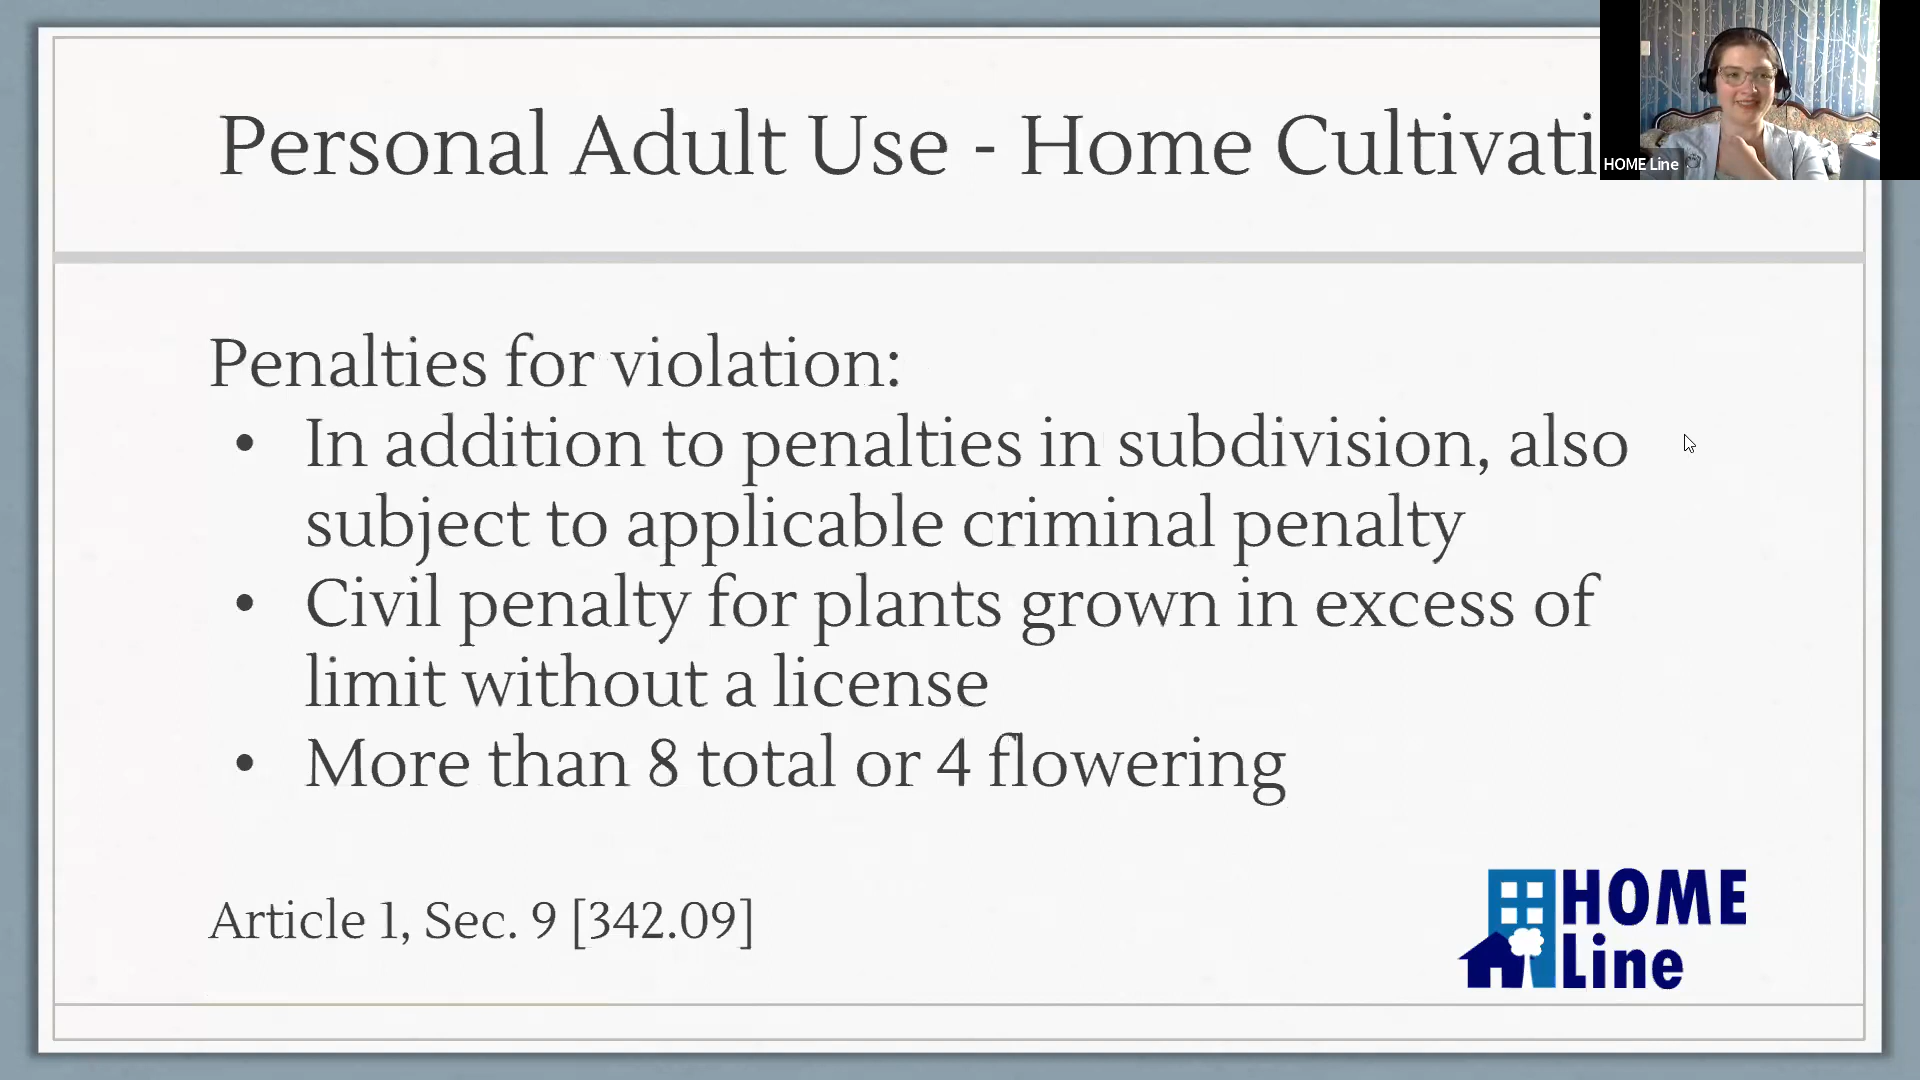 Personal Adult Use - Home Cultivati
HOME Line
Penalties for violation:
• In addition to penalties in subdivision, also
subject to applicable criminal penalty
• Civil penalty for plants grown in excess of
limit without a license
• More than 8 total or 4 flowering
Article 1, Sec. 9 [342.09]
HOME
Line